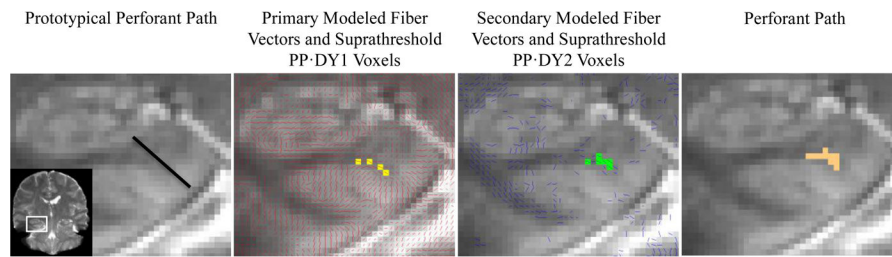 Prototypical Perforant Path
Primary Modeled Fiber
Vectors and Suprathreshold
PP·DY1 Voxels
Secondary Modeled Fiber
Vectors and Suprathreshold
PP·DY2 Voxels
Perforant Path